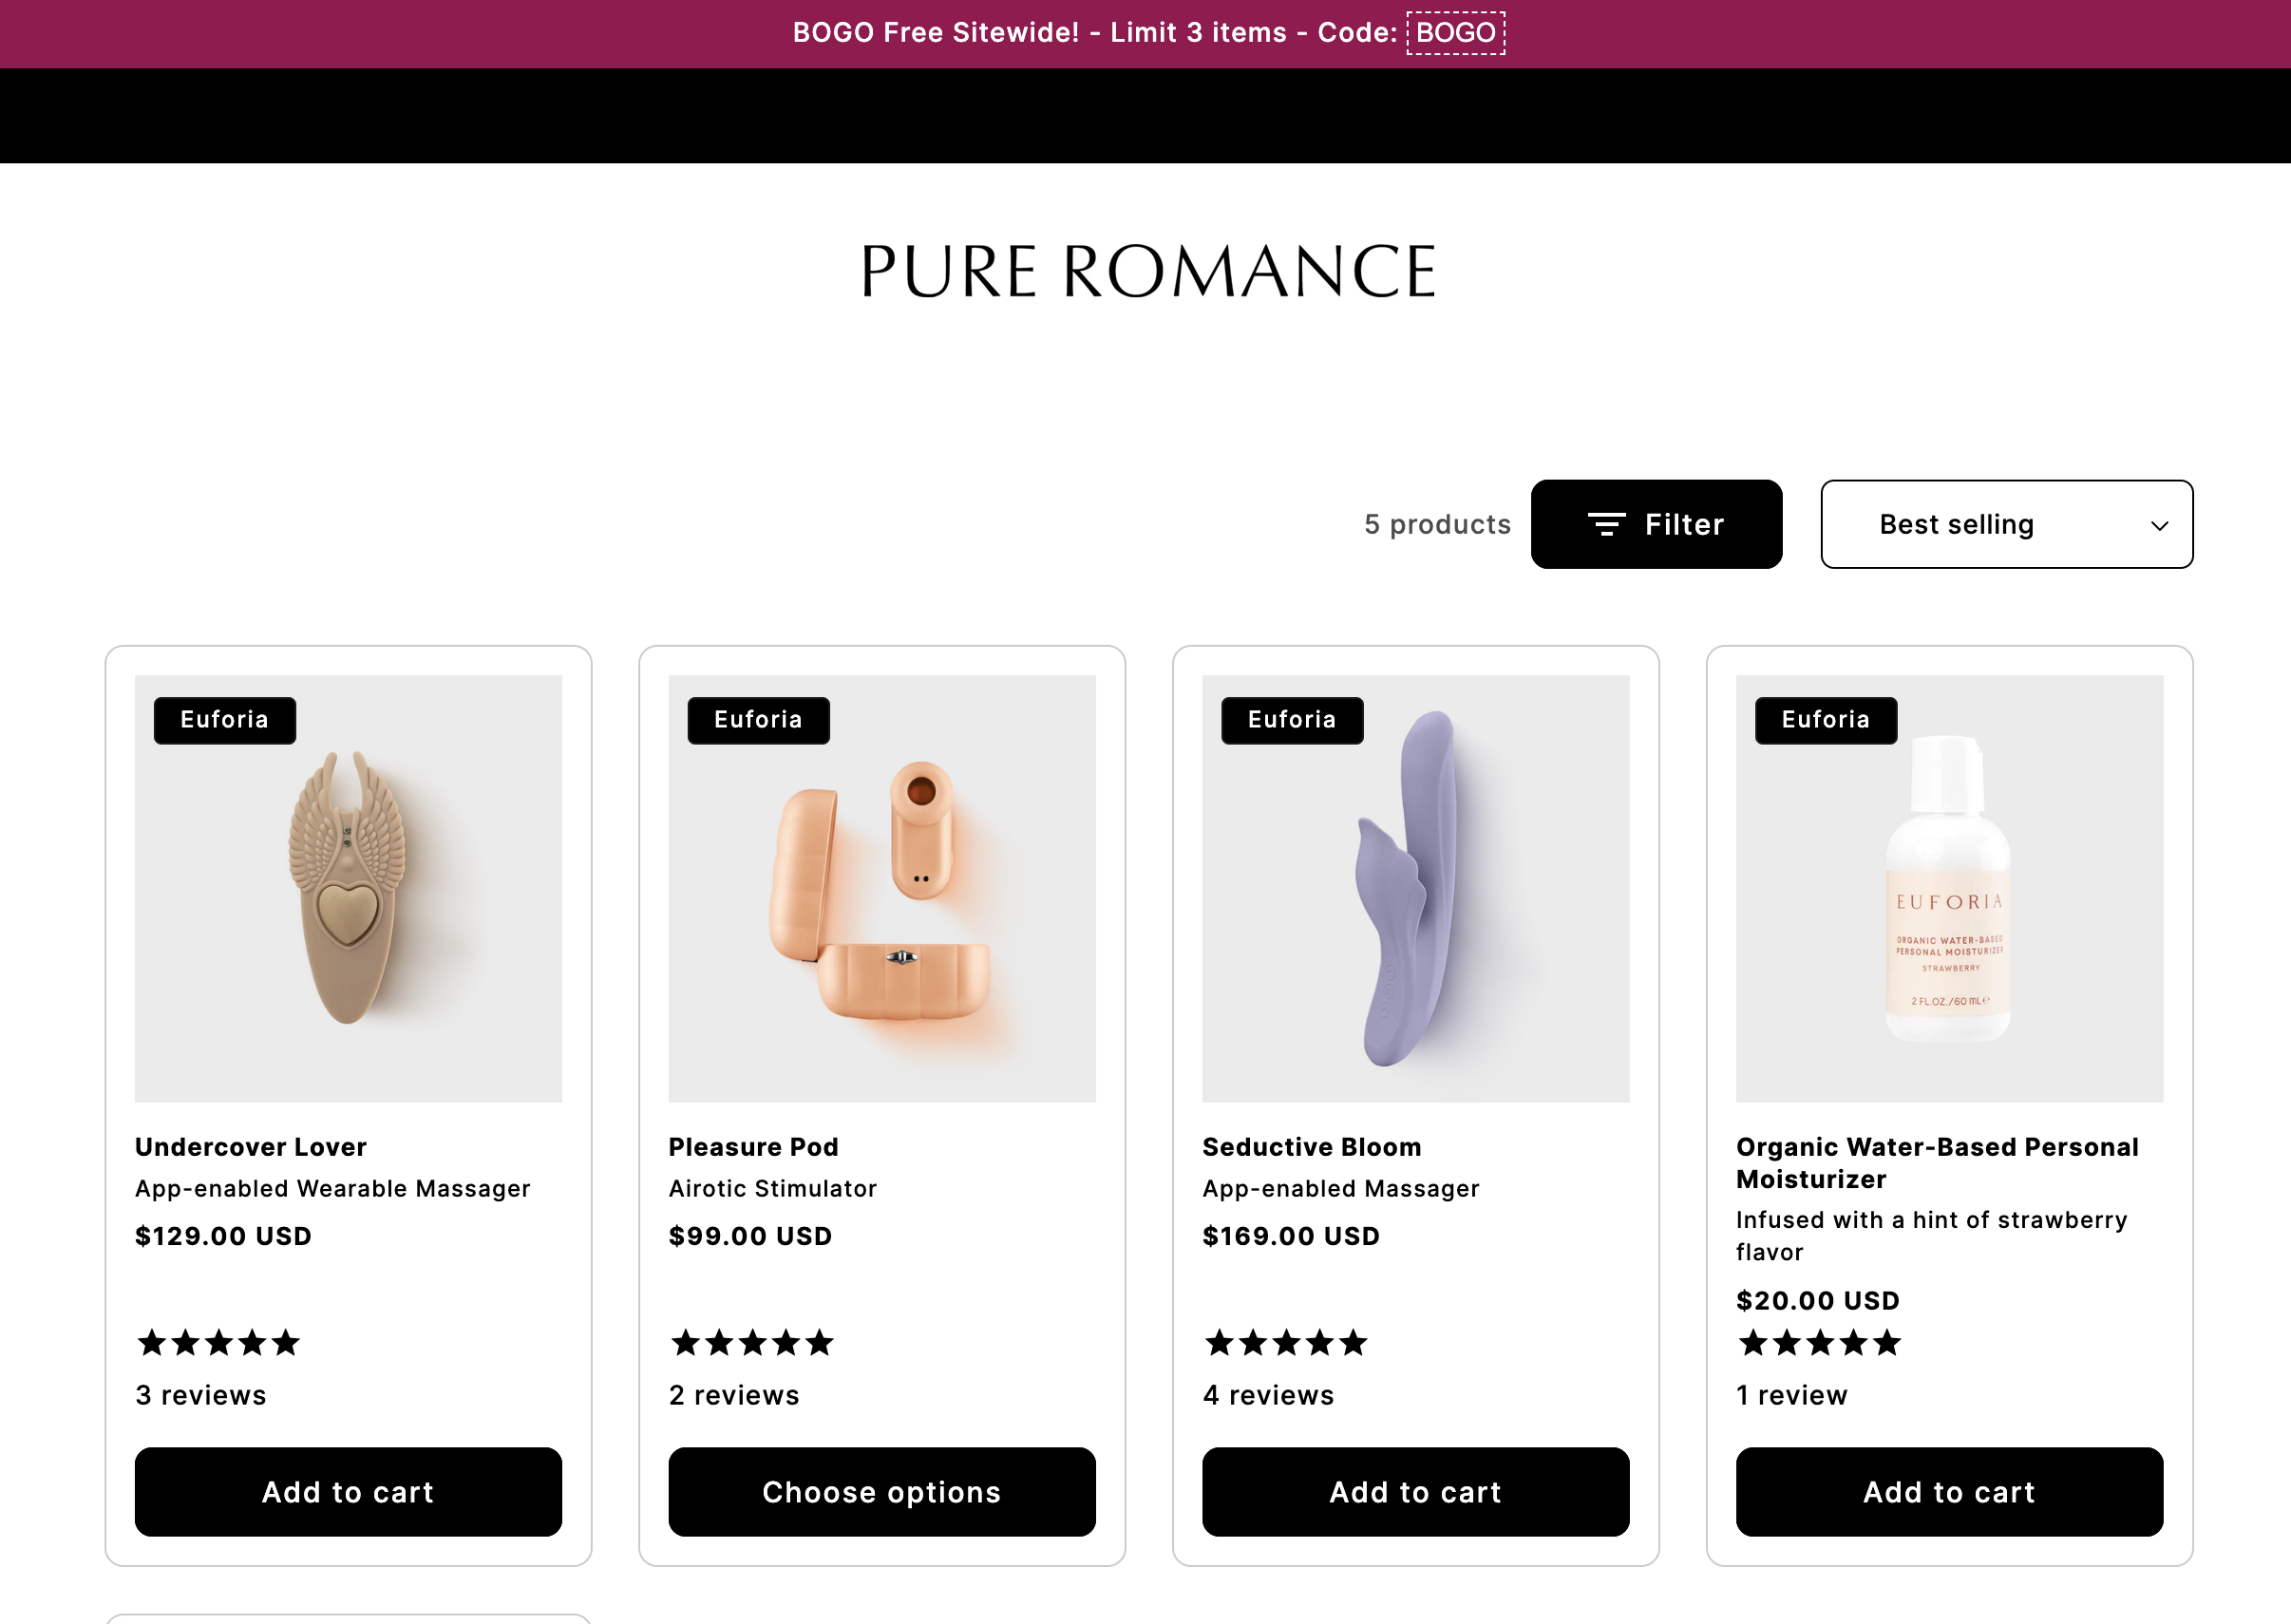 BOGO Free Sitewide! - Limit 3 items - Code: BOGO
PURE ROMANCE
5 products
Filter
Best selling
Euforia
Undercover Lover
App-enabled Wearable Massager
$129.00 USD
3 reviews
Add to cart
Euforia
Pleasure Pod
Airotic Stimulator
$99.00 USD
2 reviews
Choose options
Euforia
Seductive Bloom
App-enabled Massager
$169.00 USD
4 reviews
Add to cart
Euforia
EUFORIA
ORGANIC WATER-BASED
PERSONAL MOISTURIZER
STRAWBERRY
2 FL.OZ./60 mL ℮
Organic Water-Based Personal
Moisturizer
Infused with a hint of strawberry
flavor
$20.00 USD
1 review
Add to cart